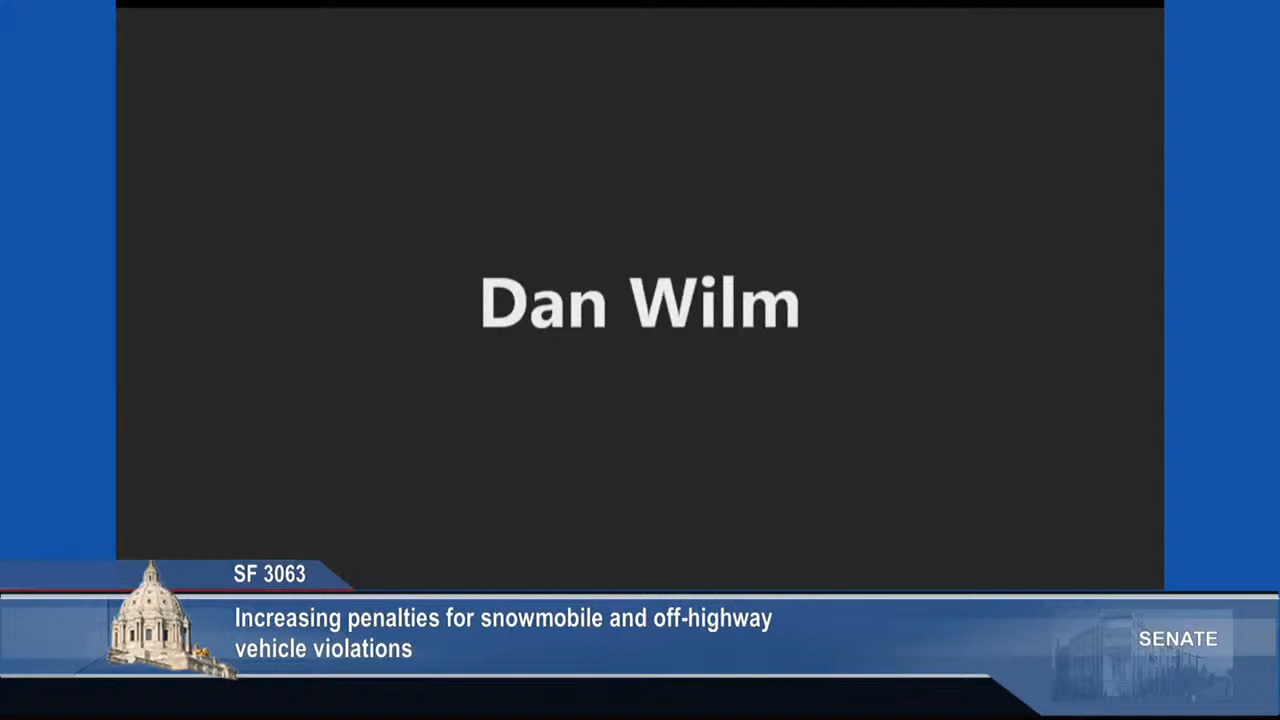 Dan Wilm
SF 3063
Increasing penalties for snowmobile and off-highway
vehicle violations
SENATE